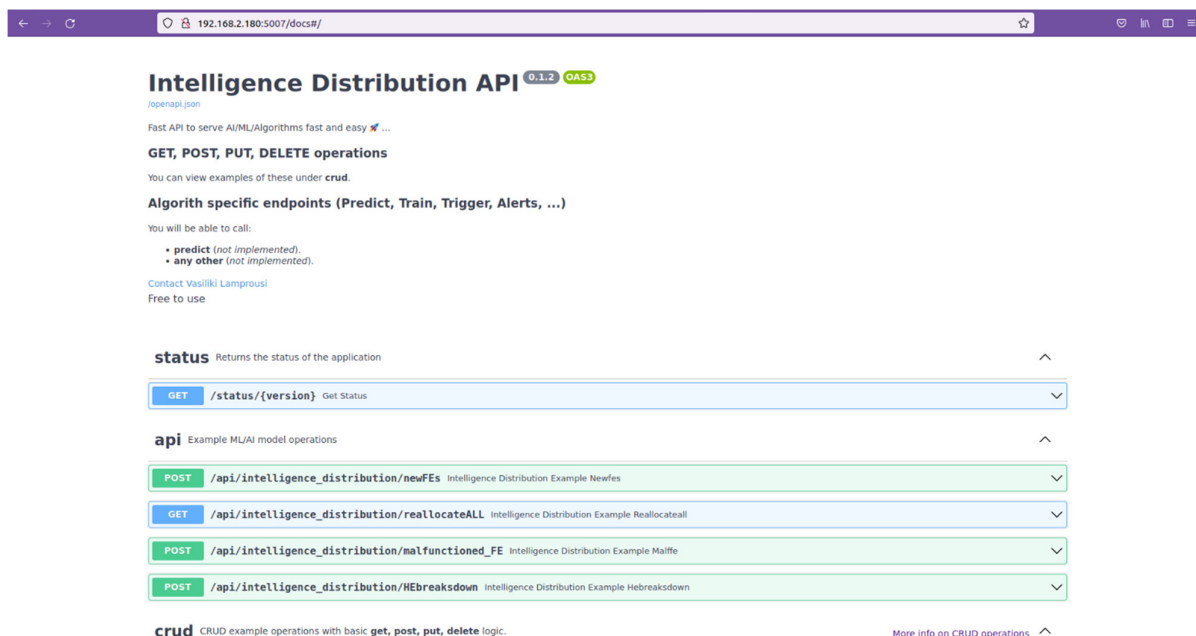 192.168.2.180:5007/docs#/
Intelligence Distribution API 0.1.2 OAS3
/openapi.json
Fast API to serve AI/ML/Algorithms fast and easy 🚀 ...
GET, POST, PUT, DELETE operations
You can view examples of these under crud.
Algorith specific endpoints (Predict, Train, Trigger, Alerts, ...)
You will be able to call:
• predict (not implemented).
• any other (not implemented).
Contact Vasiliki Lamprousi
Free to use
status Returns the status of the application
GET /status/{version} Get Status
api Example ML/AI model operations
POST /api/intelligence_distribution/newFEs Intelligence Distribution Example Newfes
GET /api/intelligence_distribution/reallocateALL Intelligence Distribution Example Reallocateall
POST /api/intelligence_distribution/malfunctioned_FE Intelligence Distribution Example Malffe
POST /api/intelligence_distribution/HEbreaksdown Intelligence Distribution Example Hebreaksdown
crud CRUD example operations with basic get, post, put, delete logic. More info on CRUD operations